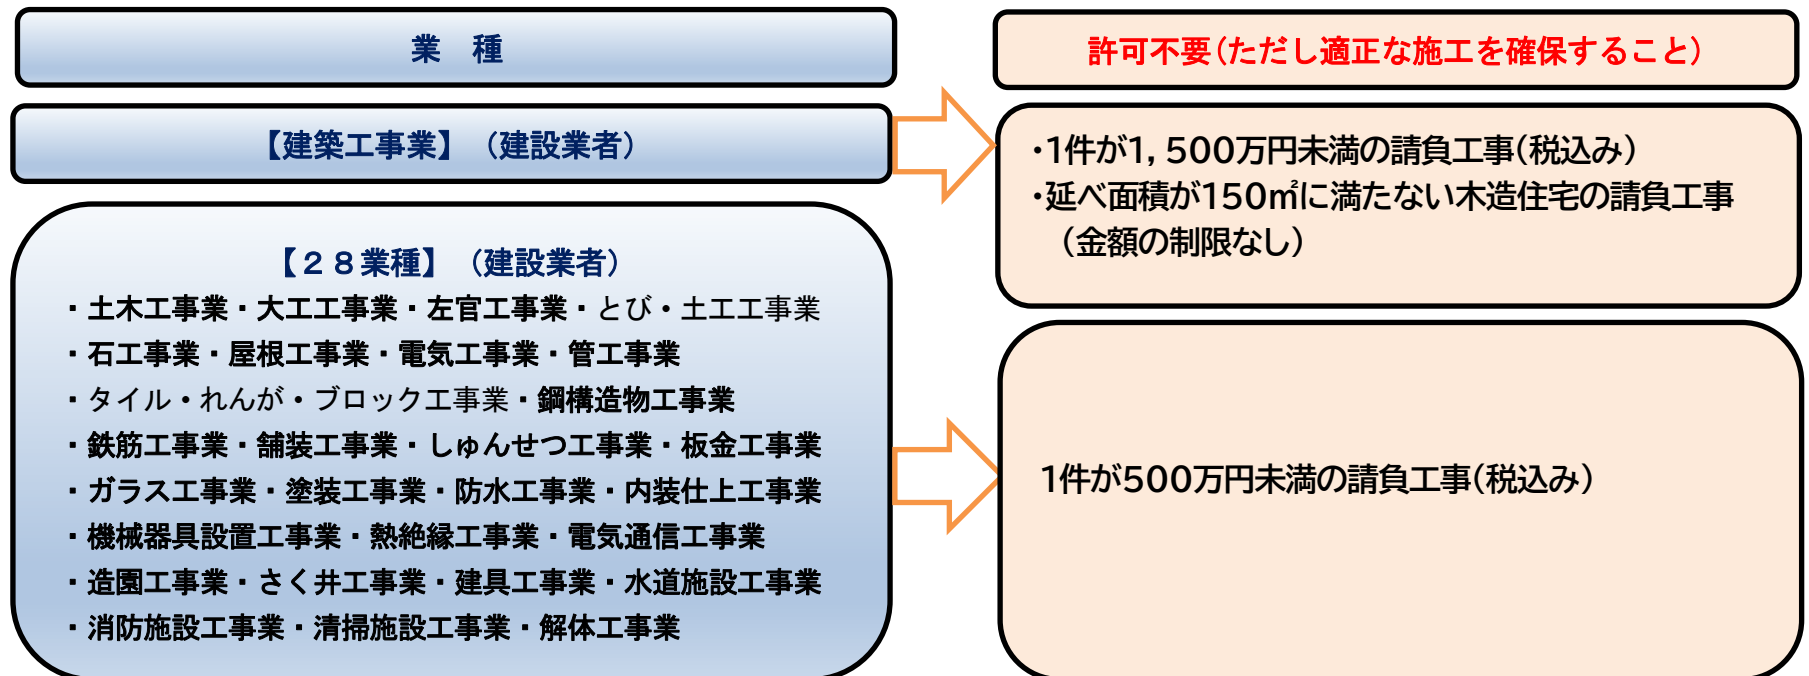 業　種
許可不要(ただし適正な施工を確保すること)
【建築工事業】（建設業者）
・1件が1，500万円未満の請負工事(税込み)
・延べ面積が150㎡に満たない木造住宅の請負工事
（金額の制限なし）
【２８業種】（建設業者）
・土木工事業・大工工事業・左官工事業・とび・土工工事業
・石工事業・屋根工事業・電気工事業・管工事業
・タイル・れんが・ブロック工事業・鋼構造物工事業
・鉄筋工事業・舗装工事業・しゅんせつ工事業・板金工事業
・ガラス工事業・塗装工事業・防水工事業・内装仕上工事業
・機械器具設置工事業・熱絶縁工事業・電気通信工事業
・造園工事業・さく井工事業・建具工事業・水道施設工事業
・消防施設工事業・清掃施設工事業・解体工事業
1件が500万円未満の請負工事(税込み)